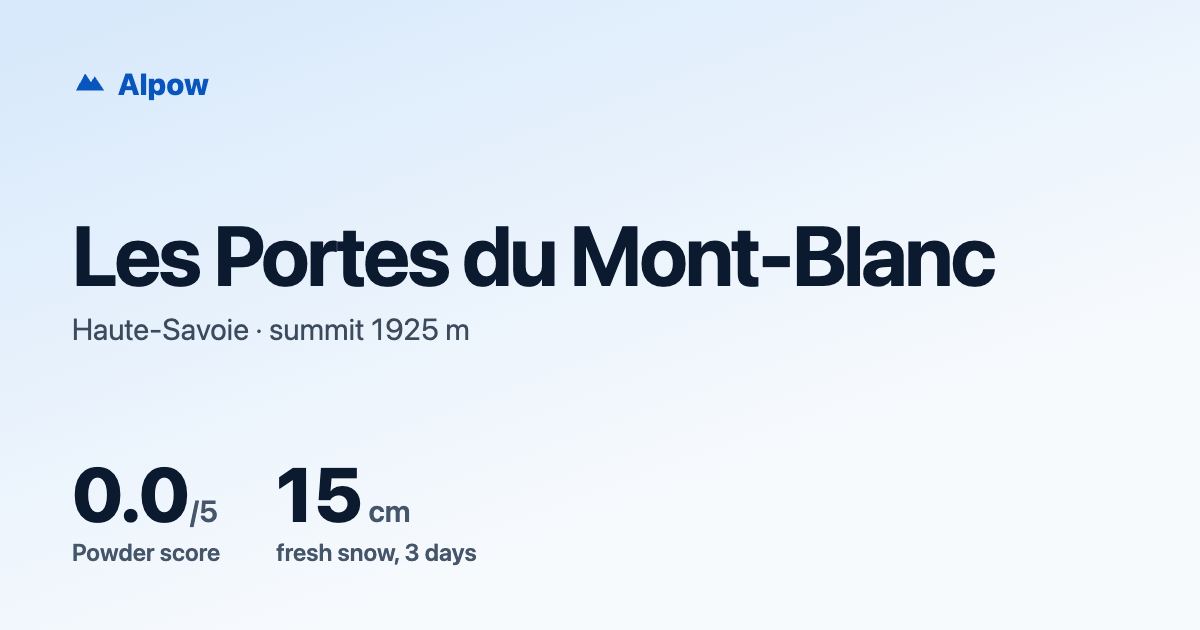 Alpow
Les Portes du Mont-Blanc
Haute-Savoie · summit 1925 m
0.0/5 15 cm
Powder score fresh snow, 3 days